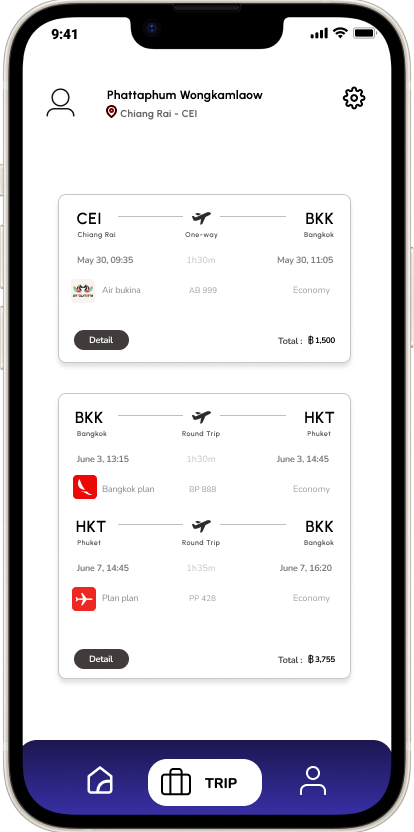 9:41
Phattaphum Wongkamlaow
Chiang Rai - CEI
CEI BKK
Chiang Rai One-way Bangkok
May 30, 09:35 1h30m May 30, 11:05
Air bukina AB 999 Economy
Detail Total : ฿ 1,500
BKK HKT
Bangkok Round Trip Phuket
June 3, 13:15 1h30m June 3, 14:45
Bangkok plan BP 888 Economy
HKT BKK
Phuket Round Trip Bangkok
June 7, 14:45 1h35m June 7, 16:20
Plan plan PP 428 Economy
Detail Total : ฿ 3,755
TRIP